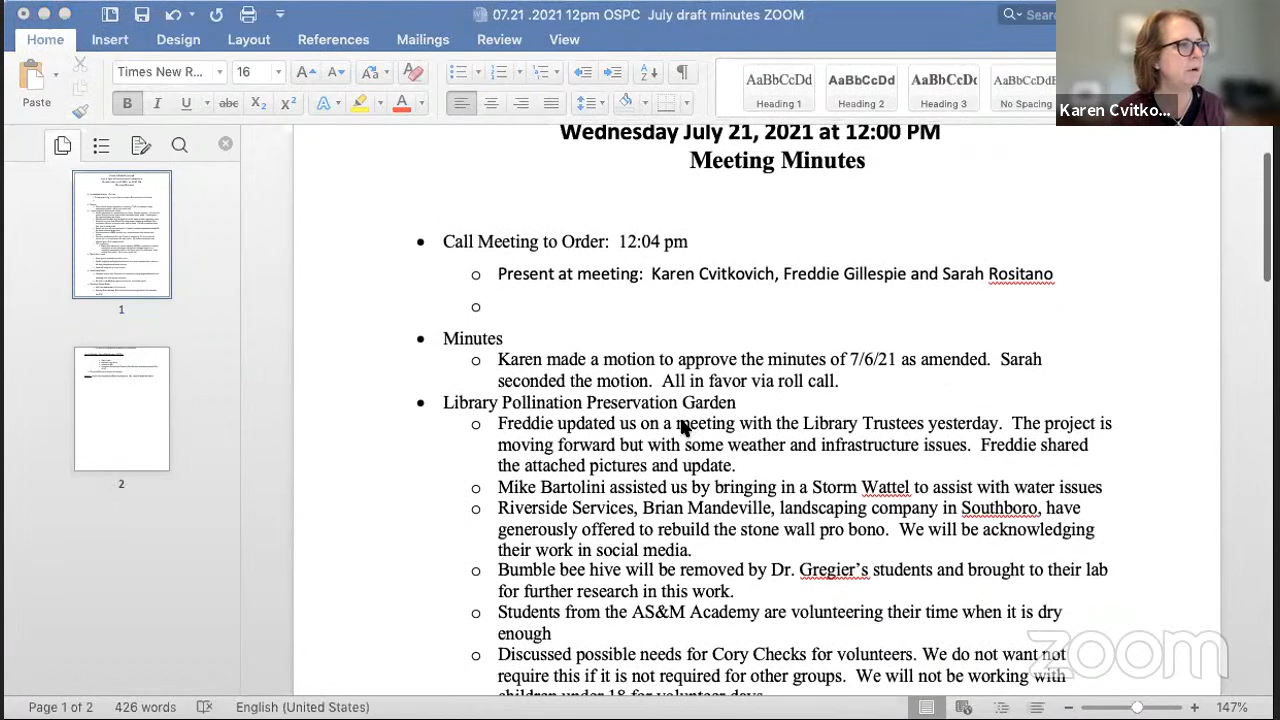 07.21 .2021 12pm OSPC July draft minutes ZOOM
Home Insert Design Layout References Mailings Review View
Paste
Times New R... 16
B I U abc X₂ X²
AaBbCcDd AaBbCcDd AaBbCcDd AaBbCcDdE
Heading 1 Heading 2 Heading 3 No Spacing
Karen Cvitko...
Wednesday July 21, 2021 at 12:00 PM
Meeting Minutes
Call Meeting to Order: 12:04 pm
Present at meeting: Karen Cvitkovich, Freddie Gillespie and Sarah Rositano
Minutes
Karen made a motion to approve the minutes of 7/6/21 as amended. Sarah
seconded the motion. All in favor via roll call.
Library Pollination Preservation Garden
Freddie updated us on a meeting with the Library Trustees yesterday. The project is
moving forward but with some weather and infrastructure issues. Freddie shared
the attached pictures and update.
Mike Bartolini assisted us by bringing in a Storm Wattel to assist with water issues
Riverside Services, Brian Mandeville, landscaping company in Southboro, have
generously offered to rebuild the stone wall pro bono. We will be acknowledging
their work in social media.
Bumble bee hive will be removed by Dr. Gregier's students and brought to their lab
for further research in this work.
Students from the AS&M Academy are volunteering their time when it is dry
enough
Discussed possible needs for Cory Checks for volunteers. We do not want not
require this if it is not required for other groups. We will not be working with
children under 18 for volunteer days
zoom
1
2
Page 1 of 2 426 words English (United States) 147%